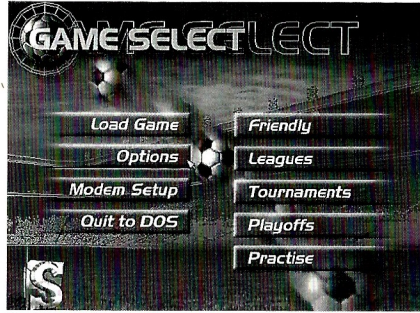 GAME SELECT
Load Game
Options
Modem Setup
Quit to DOS
Friendly
Leagues
Tournaments
Playoffs
Practise
S